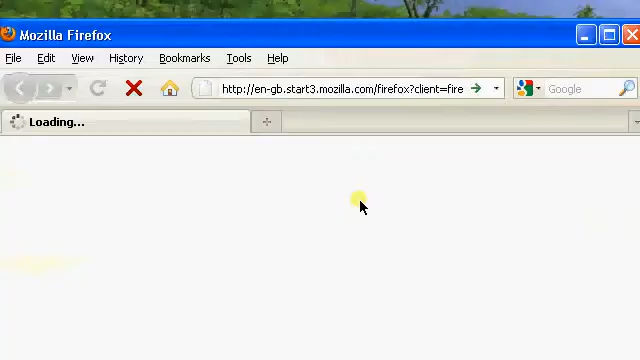 Mozilla Firefox
File Edit View History Bookmarks Tools Help
http://en-gb.start3.mozilla.com/firefox?client=fire Google
Loading...